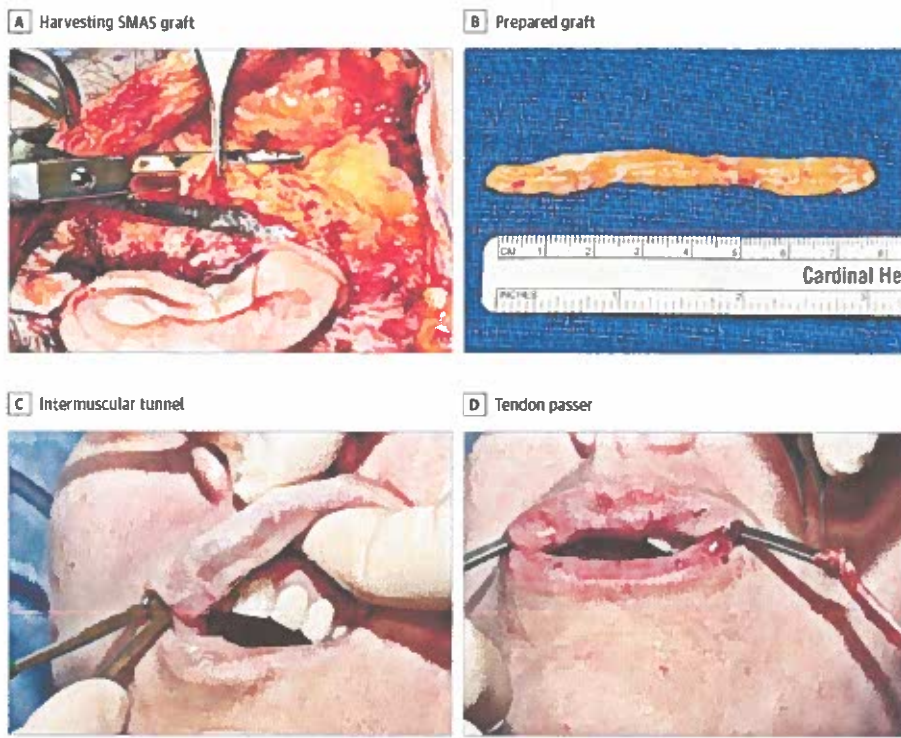 A Harvesting SMAS graft
B Prepared graft
CM 1 2 3 4 5 6 7 8
Cardinal He
INCHES 1 2 3
C Intermuscular tunnel
D Tendon passer